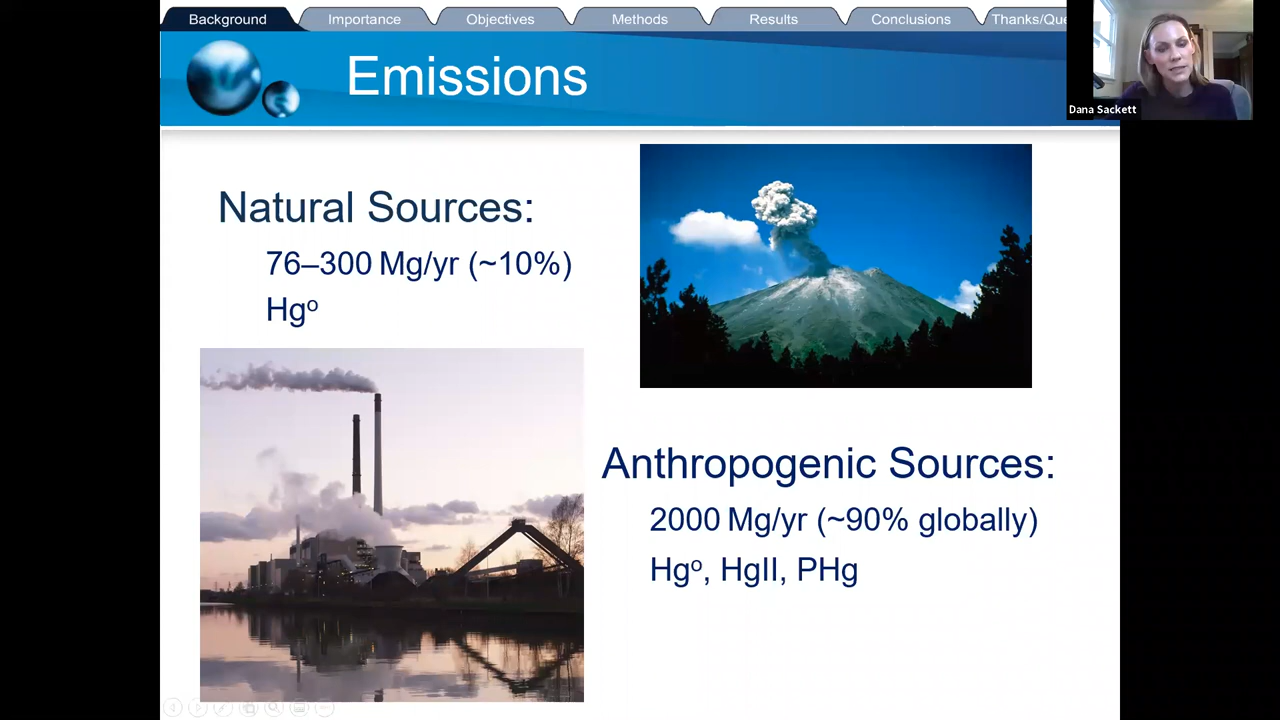 Background Importance Objectives Methods Results Conclusions Thanks/Que
Emissions
Dana Sackett
Natural Sources:
76–300 Mg/yr (~10%)
Hgº
Anthropogenic Sources:
2000 Mg/yr (~90% globally)
Hgº, HgII, PHg